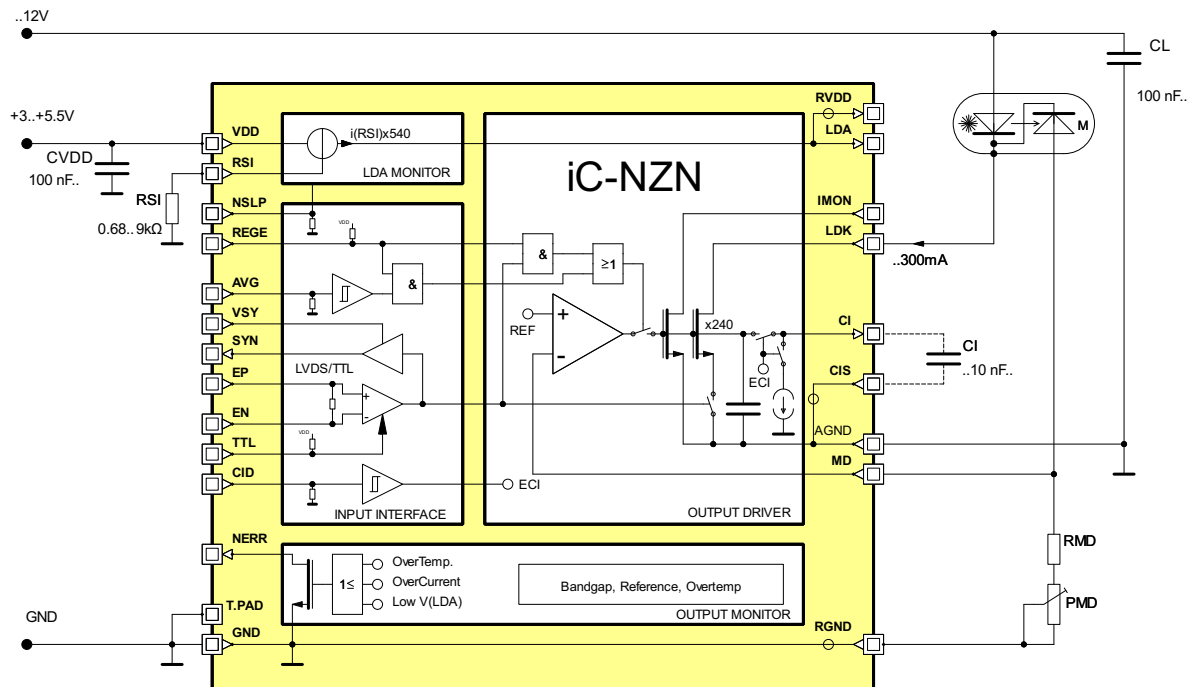 ..12V
CL
100 nF..
+3..+5.5V
CVDD
100 nF..
RSI
0.68..9kΩ
VDD
RSI
NSLP
REGE
AVG
VSY
SYN
EP
EN
TTL
CID
NERR
T.PAD
GND
GND
i(RSI)x540
LDA MONITOR
VDD
&
LVDS/TTL
+
-
VDD
INPUT INTERFACE
iC-NZN
&
≥1
REF
+
-
x240
ECI
ECI
OUTPUT DRIVER
1≤
OverTemp.
OverCurrent
Low V(LDA)
Bandgap, Reference, Overtemp
OUTPUT MONITOR
RVDD
LDA
IMON
LDK
CI
CIS
AGND
MD
RGND
M
..300mA
CI
..10 nF..
RMD
PMD